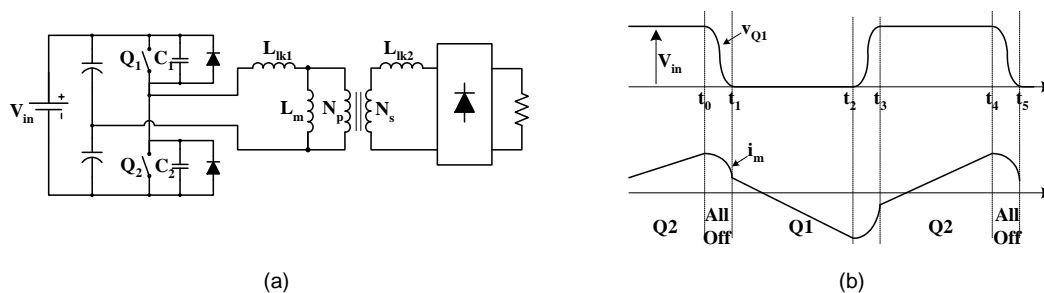 Q1 C1
Llk1 Llk2
Vin + -
Lm Np Ns
Q2 C2
(a)
vQ1
Vin
t0 t1 t2 t3 t4 t5
im
Q2 All Off Q1 Q2 All Off
(b)